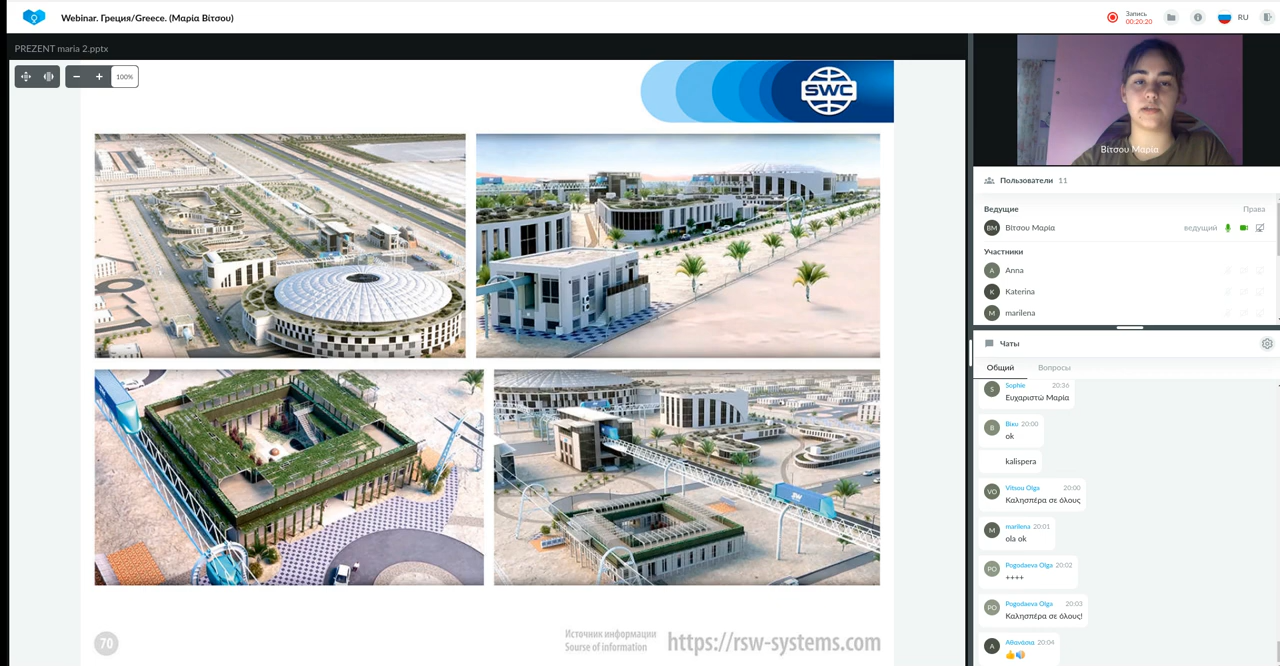 Webinar. Греция/Greece. (Μαρία Βίτσου)
Запись
00:20:20
RU
PREZENT maria 2.pptx
100%
SWC
70
Источник информации
Sourse of information
https://rsw-systems.com
Βίτσου Μαρία
Пользователи 11
Ведущие
Права
ΒΜ
Βίτσου Μαρία
ведущий
Участники
A
Anna
K
Katerina
M
marilena
Чаты
Общий
Вопросы
S
Sophie 20:36
Ευχαριστώ Μαρία
В
Вίκυ 20:00
ok
kalispera
VO
Vitsou Olga 20:00
Καλησπέρα σε όλους
M
marilena 20:01
ola ok
PO
Pogodaeva Olga 20:02
++++
PO
Pogodaeva Olga 20:03
Καλησπέρα σε όλους!
A
Αθανάσια 20:04